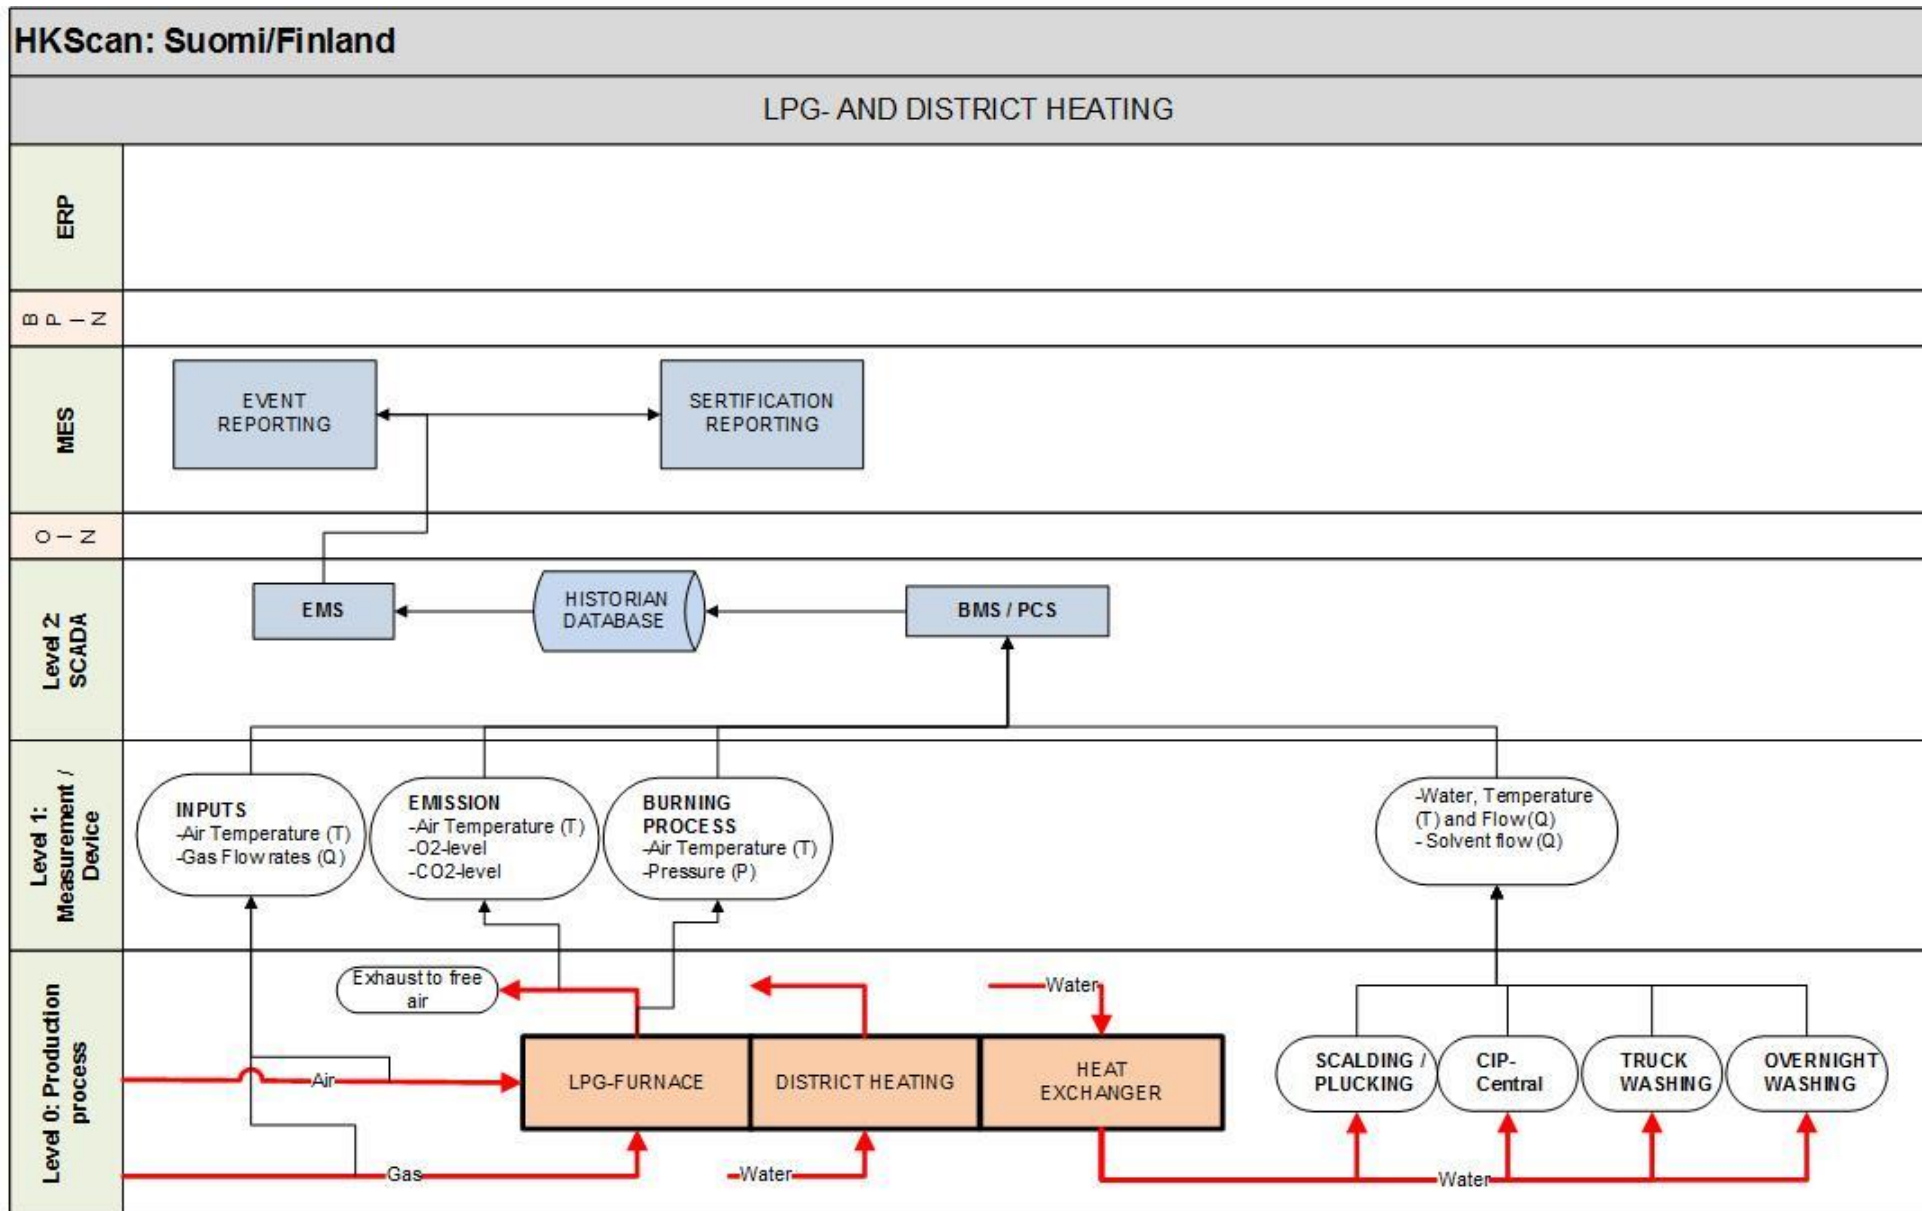 HKScan: Suomi/Finland
LPG- AND DISTRICT HEATING
ERP
B P I N
MES
EVENT
REPORTING
SERTIFICATION
REPORTING
O I N
Level 2:
SCADA
EMS
HISTORIAN
DATABASE
BMS / PCS
Level 1:
Measurement /
Device
INPUTS
-Air Temperature (T)
-Gas Flow rates (Q)
EMISSION
-Air Temperature (T)
-O2-level
-CO2-level
BURNING
PROCESS
-Air Temperature (T)
-Pressure (P)
-Water, Temperature
(T) and Flow (Q)
- Solvent flow (Q)
Level 0: Production
process
Exhaust to free
air
Water
Air
LPG-FURNACE
DISTRICT HEATING
HEAT
EXCHANGER
SCALDING /
PLUCKING
CIP-
Central
TRUCK
WASHING
OVERNIGHT
WASHING
Gas
Water
Water